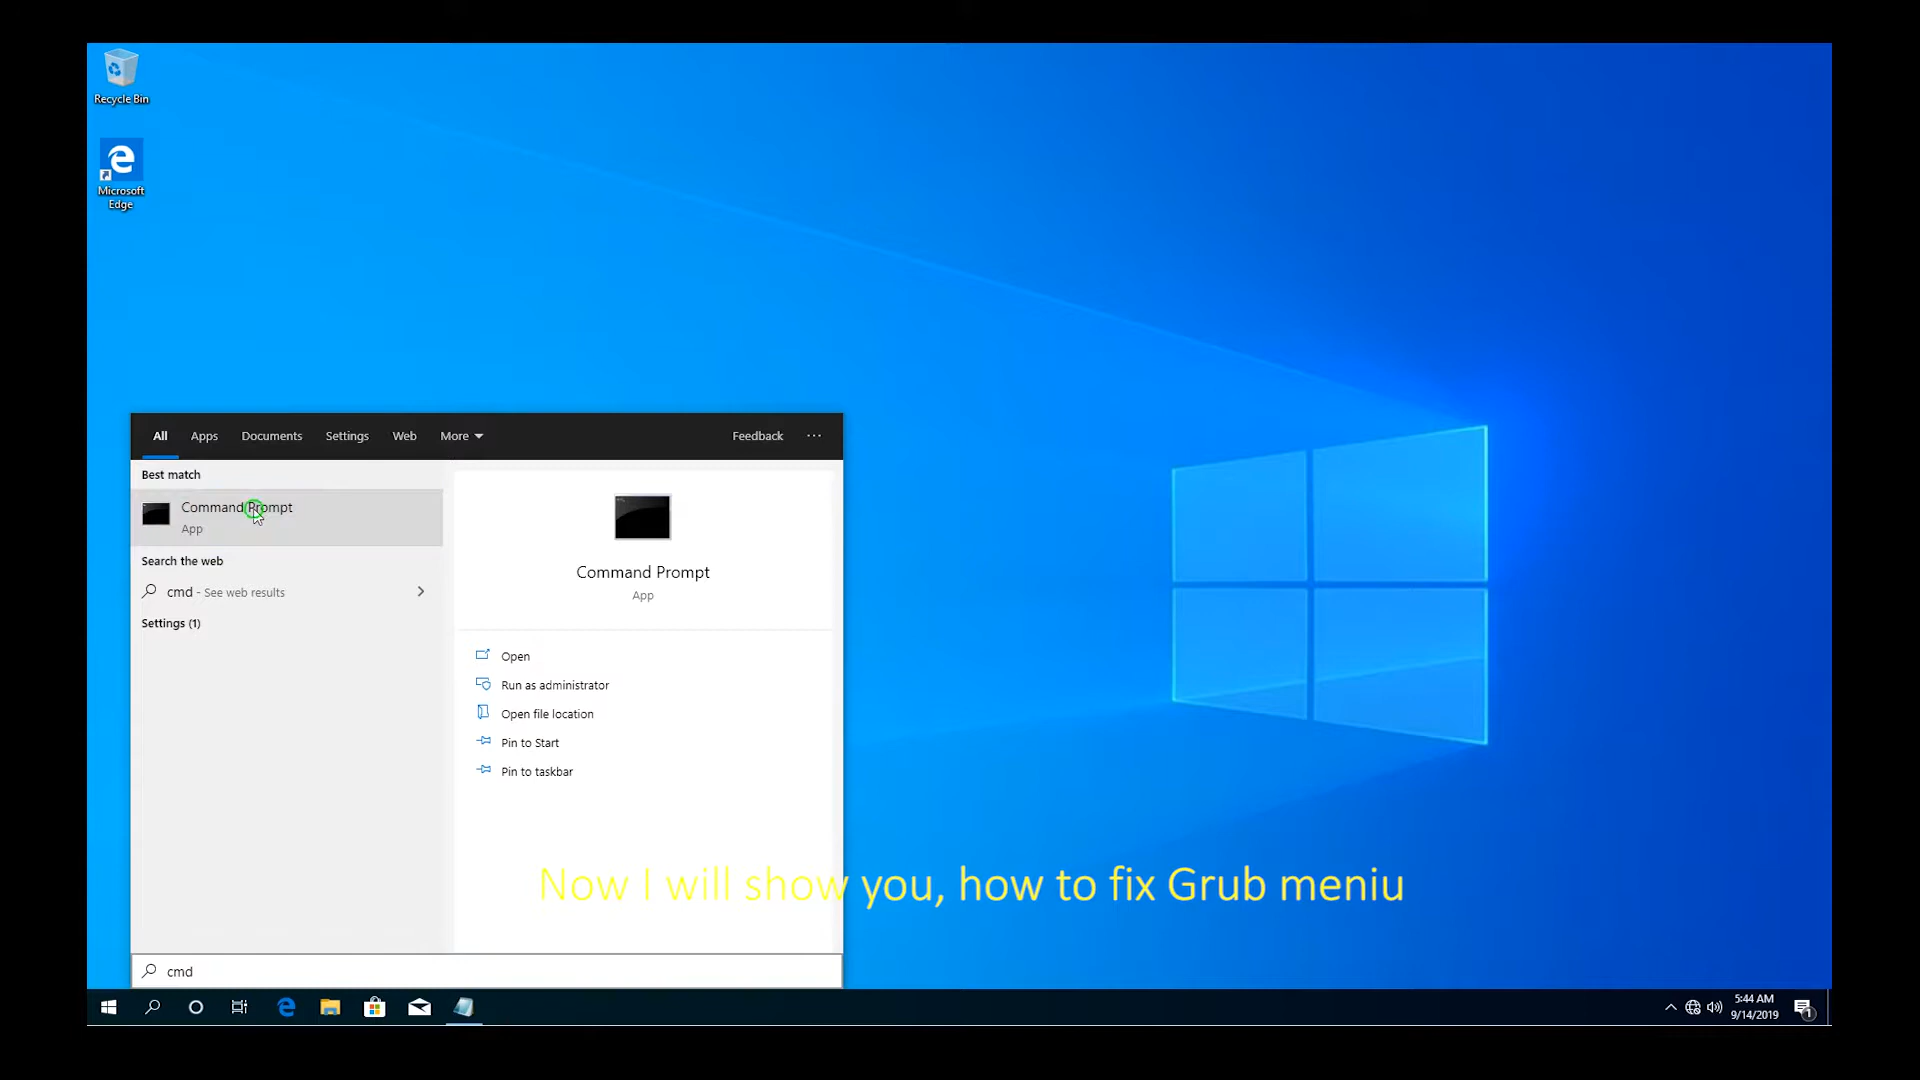 Recycle Bin
Microsoft
Edge
All Apps Documents Settings Web More Feedback ...
Best match
Command Prompt
App
Search the web
cmd - See web results
Settings (1)
Command Prompt
App
Open
Run as administrator
Open file location
Pin to Start
Pin to taskbar
Now I will show you, how to fix Grub meniu
cmd
5:44 AM
9/14/2019
1